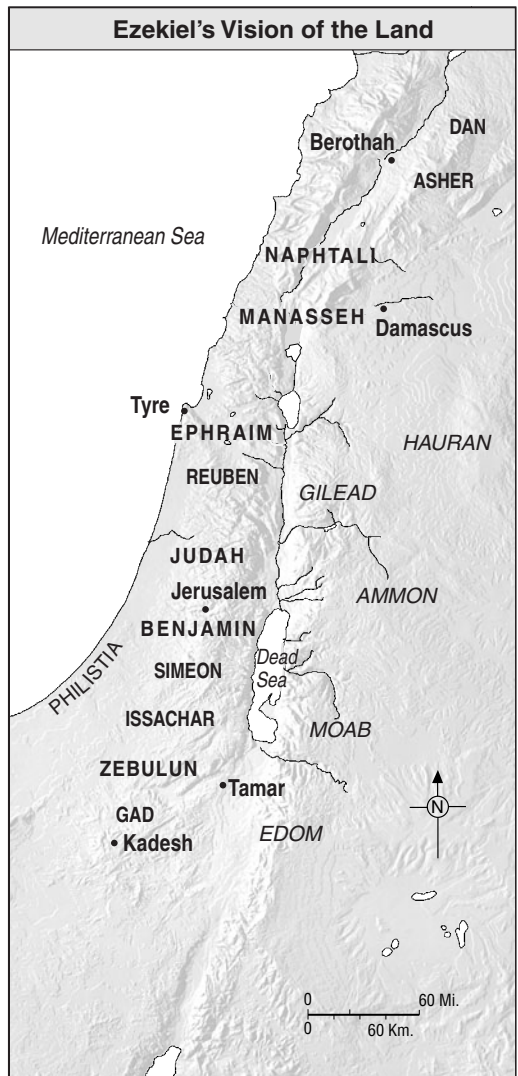 Ezekiel’s Vision of the Land
DAN
Berothah
ASHER
Mediterranean Sea
NAPHTALI
MANASSEH
Damascus
Tyre
EPHRAIM
HAURAN
REUBEN
GILEAD
JUDAH
Jerusalem
AMMON
BENJAMIN
PHILISTIA
SIMEON
Dead
Sea
ISSACHAR
MOAB
ZEBULUN
Tamar
GAD
N
Kadesh
EDOM
0 60 Mi.
0 60 Km.